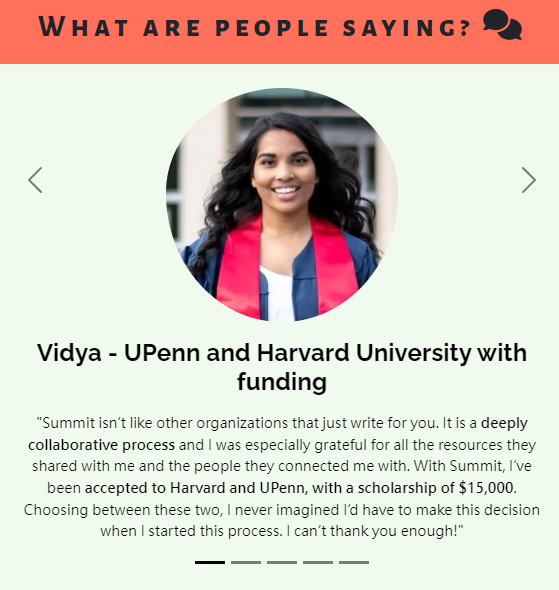 WHAT ARE PEOPLE SAYING?
Vidya - UPenn and Harvard University with
funding
"Summit isn't like other organizations that just write for you. It is a deeply
collaborative process and I was especially grateful for all the resources they
shared with me and the people they connected me with. With Summit, I've
been accepted to Harvard and UPenn, with a scholarship of $15,000.
Choosing between these two, I never imagined I'd have to make this decision
when I started this process. I can't thank you enough!"